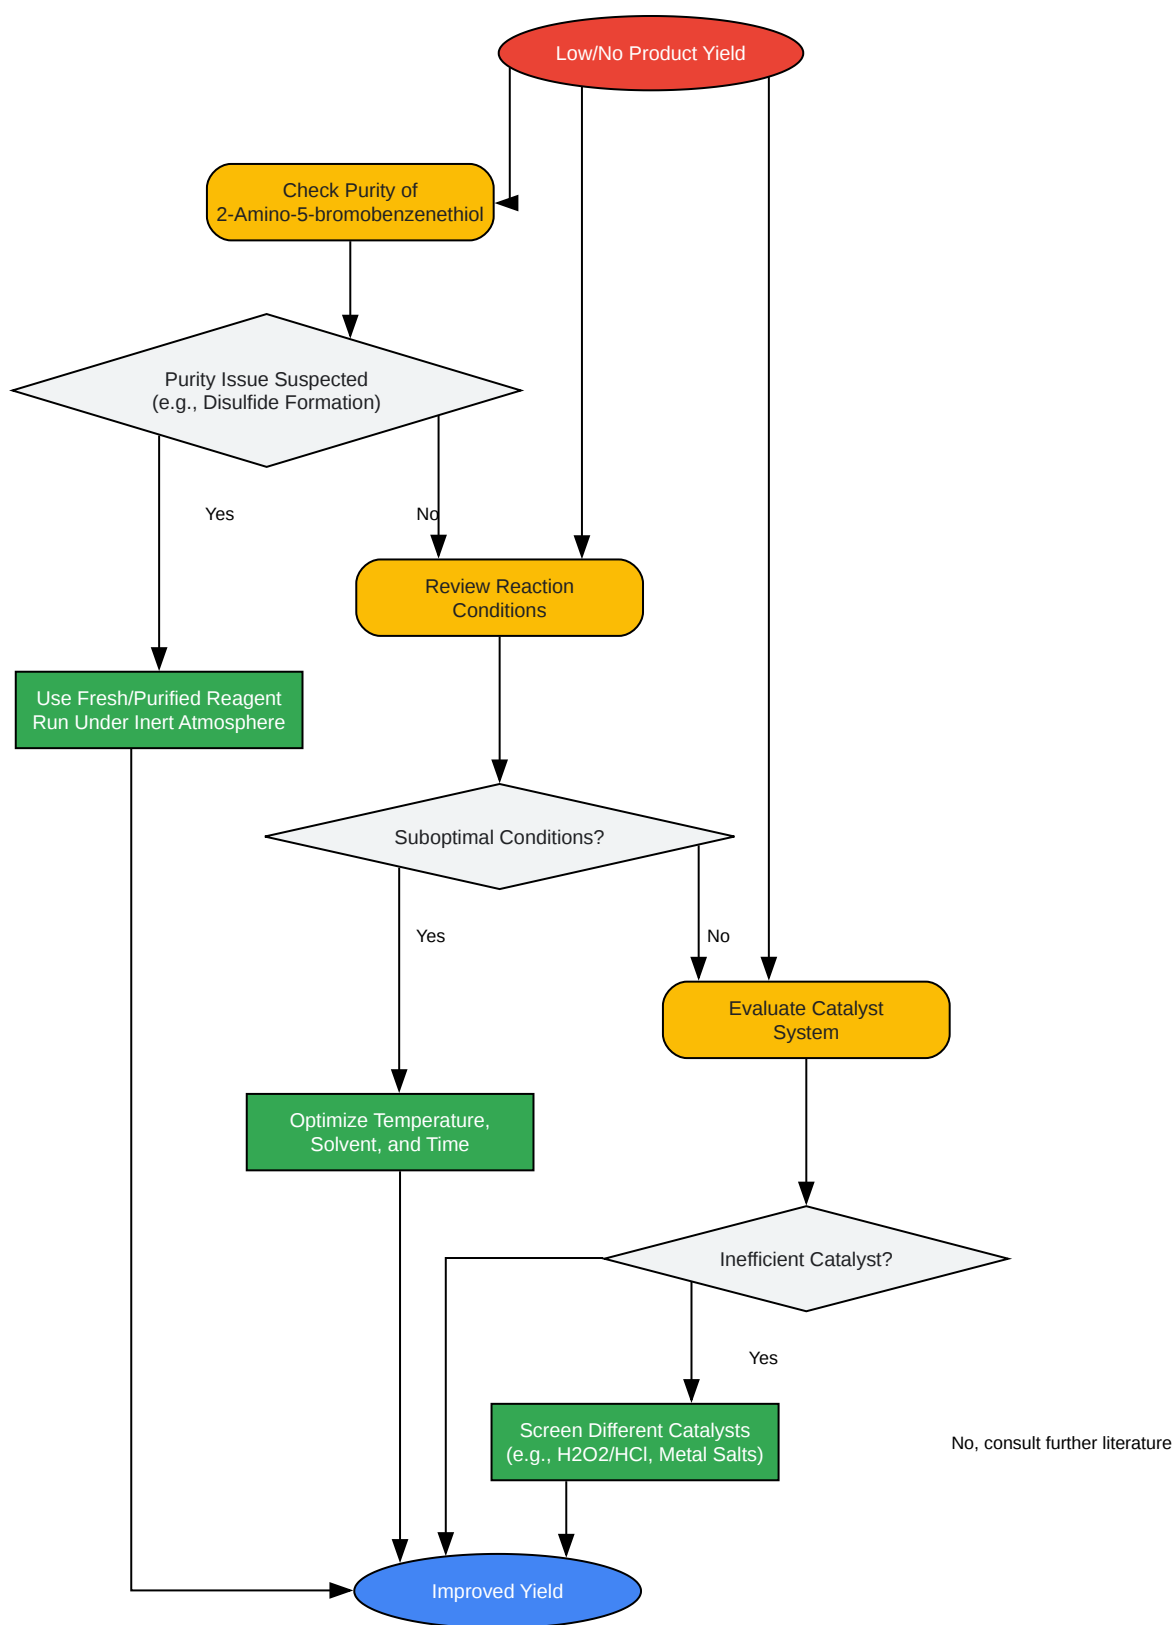 Low/No Product Yield
Check Purity of
2-Amino-5-bromobenzenethiol
Purity Issue Suspected
(e.g., Disulfide Formation)
Yes
No
Review Reaction
Conditions
Use Fresh/Purified Reagent
Run Under Inert Atmosphere
Suboptimal Conditions?
Yes
No
Evaluate Catalyst
System
Optimize Temperature,
Solvent, and Time
Inefficient Catalyst?
Yes
Screen Different Catalysts
(e.g., H2O2/HCl, Metal Salts)
No, consult further literature
Improved Yield